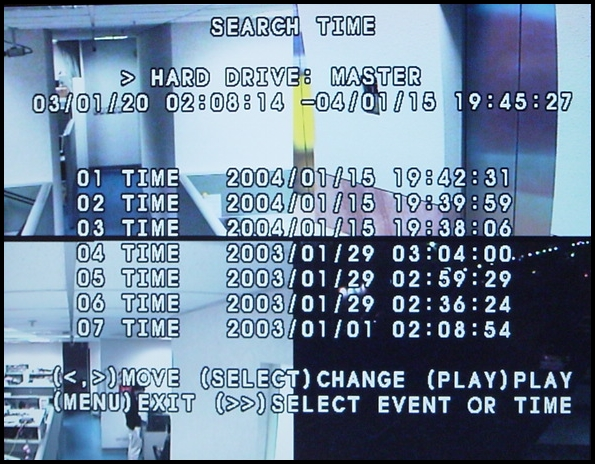 SEARCH TIME
> HARD DRIVE: MASTER
03/01/20 02:08:14 -04/01/15 19:45:27
01 TIME 2004/01/15 19:42:31
02 TIME 2004/01/15 19:39:59
03 TIME 2004/01/15 19:38:06
04 TIME 2003/01/29 03:04:00
05 TIME 2003/01/29 02:59:29
06 TIME 2003/01/29 02:36:24
07 TIME 2003/01/01 02:08:54
(<,>)MOVE (SELECT)CHANGE (PLAY)PLAY
(MENU)EXIT (>>)SELECT EVENT OR TIME